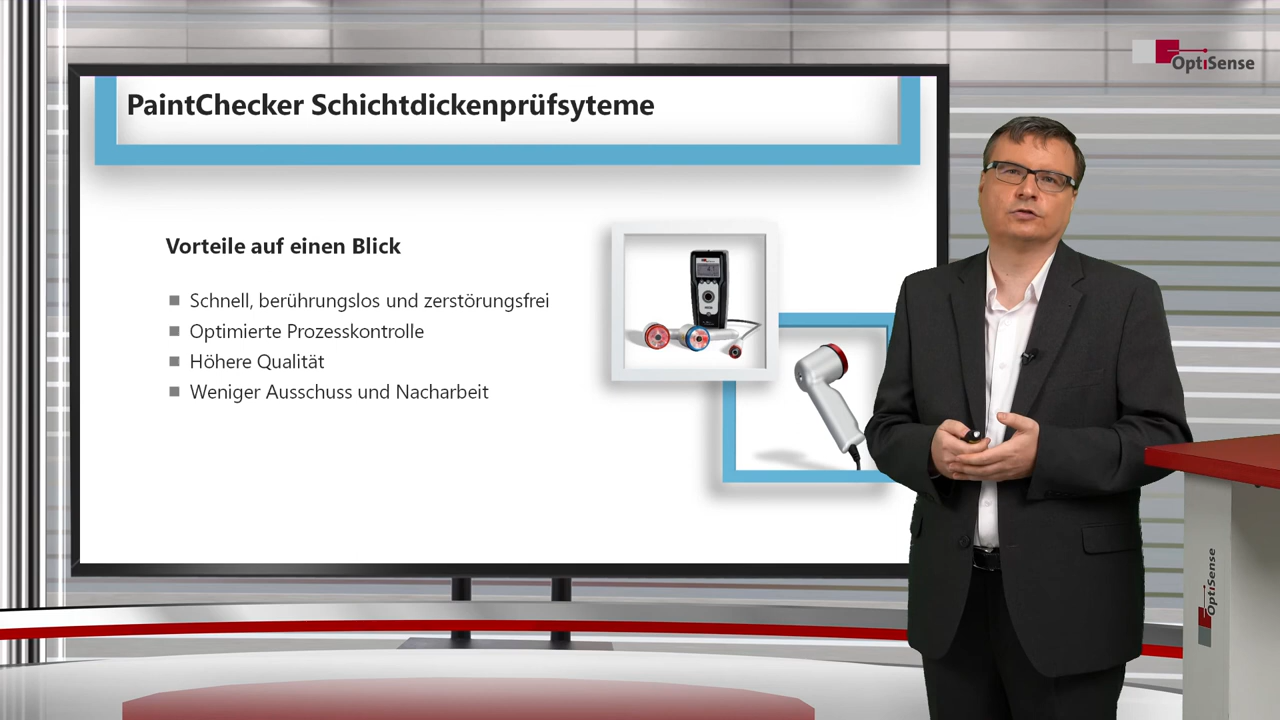 OptiSense
PaintChecker Schichtdickenprüfsyteme
Vorteile auf einen Blick
Schnell, berührungslos und zerstörungsfrei
Optimierte Prozesskontrolle
Höhere Qualität
Weniger Ausschuss und Nacharbeit
OptiSense